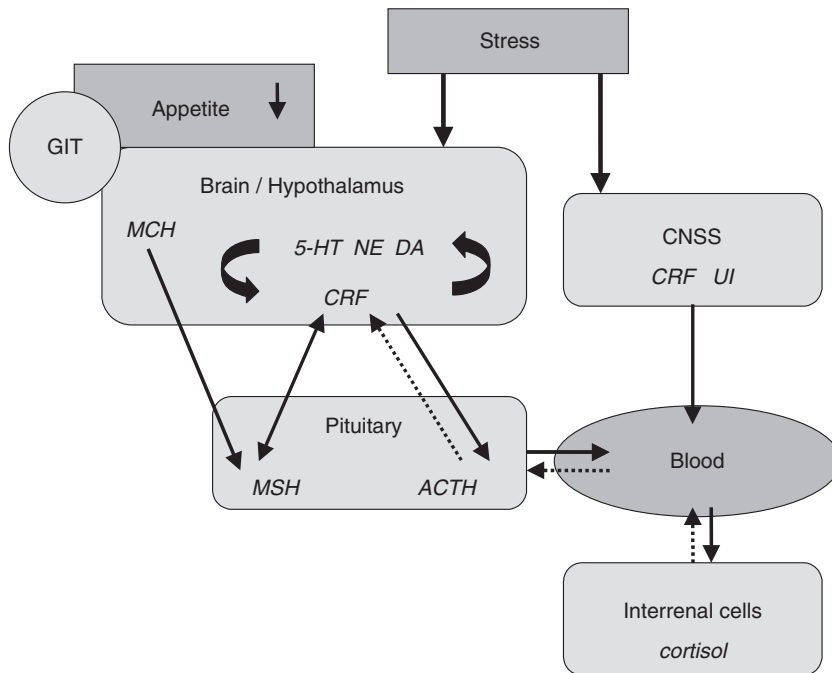 Stress
Appetite
GIT
Brain / Hypothalamus
MCH
5-HT NE DA
CRF
CNSS
CRF UI
Pituitary
MSH ACTH
Blood
Interrenal cells
cortisol